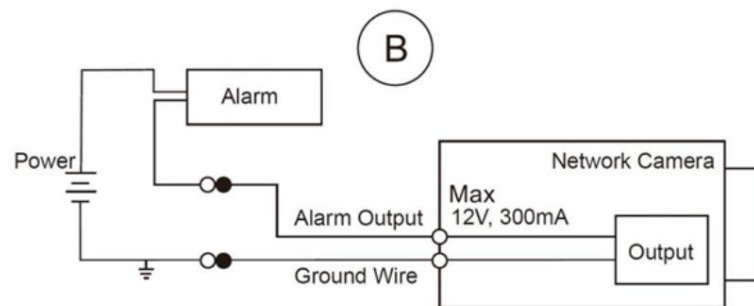 B
Alarm
Power
Network Camera
Max
12V, 300mA
Alarm Output
Output
Ground Wire